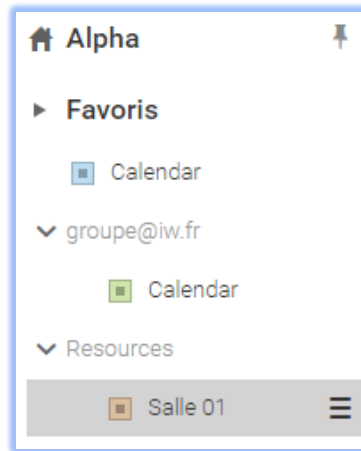 Alpha
Favoris
Calendar
groupe@iw.fr
Calendar
Resources
Salle 01